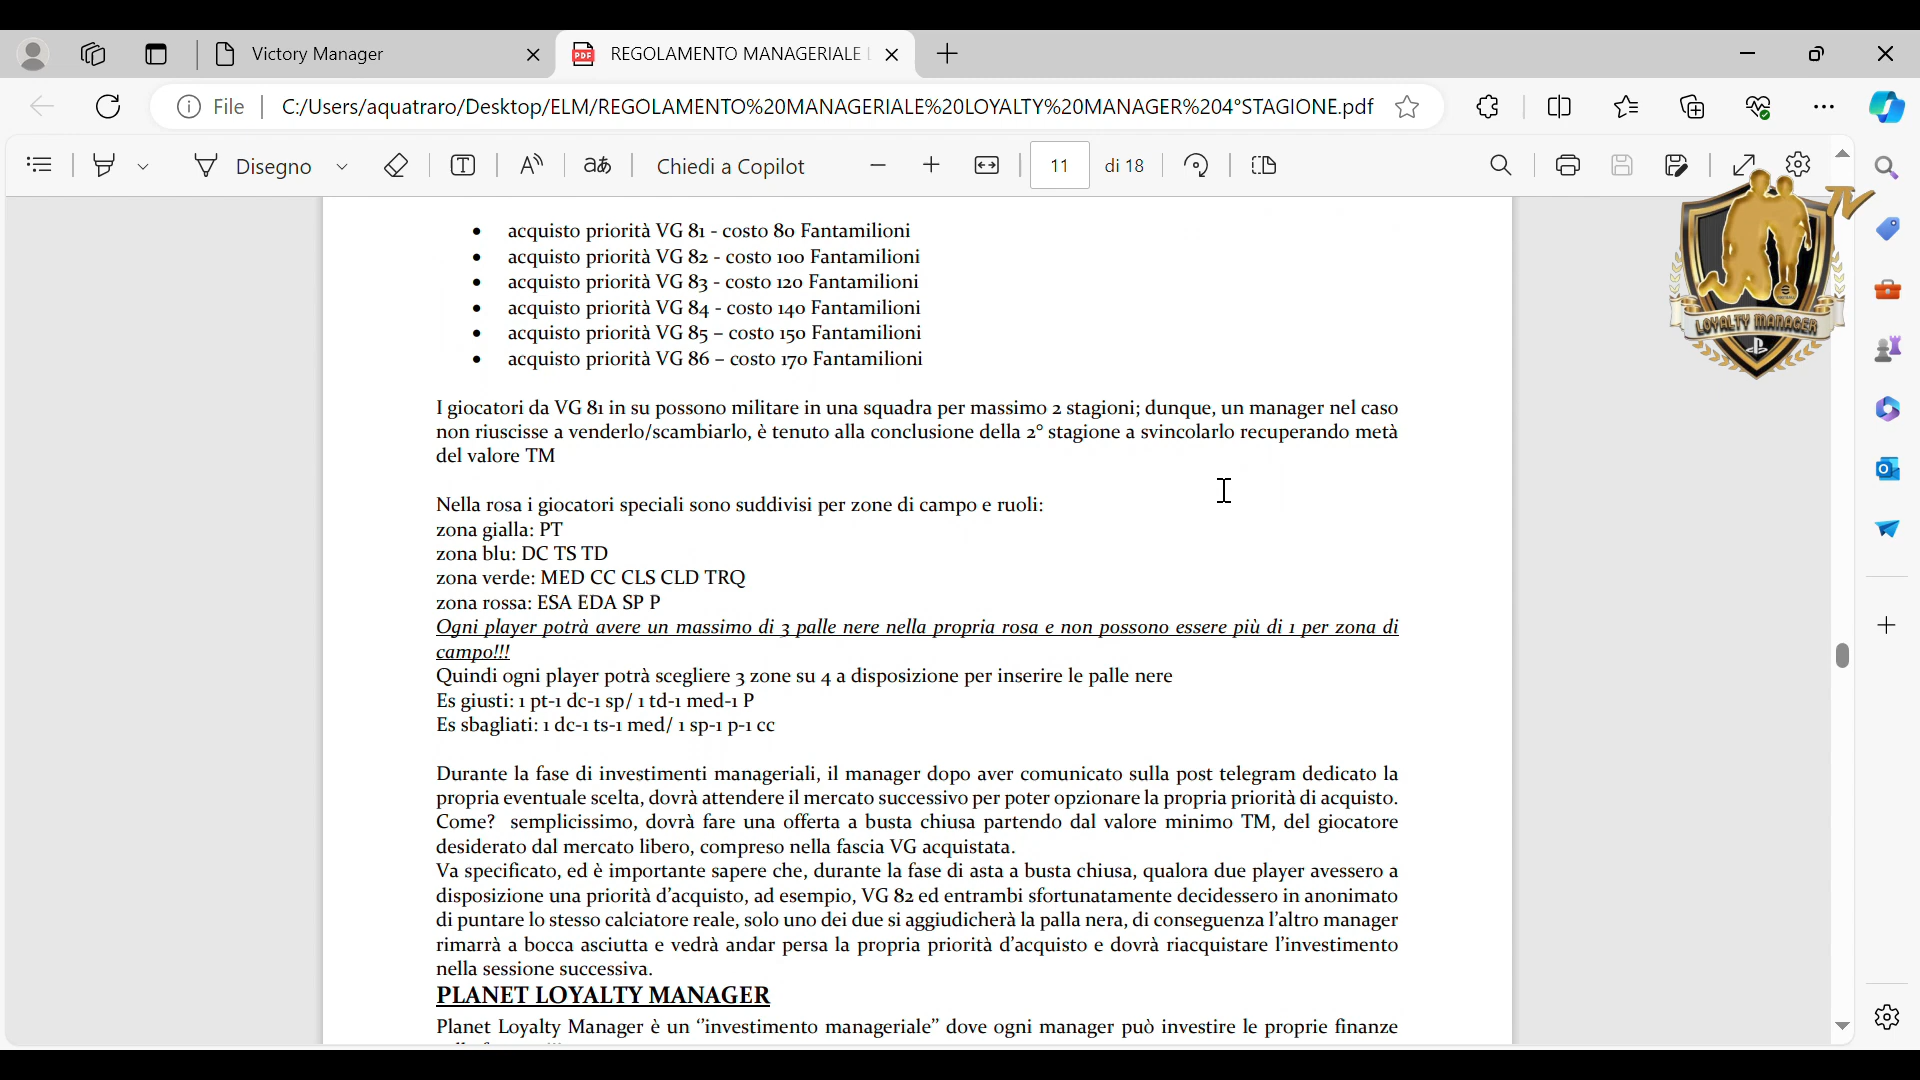 Victory Manager
REGOLAMENTO MANAGERIALE
File
C:/Users/aquatraro/Desktop/ELM/REGOLAMENTO%20MANAGERIALE%20LOYALTY%20MANAGER%204°STAGIONE.pdf
Disegno
Chiedi a Copilot
11
di 18
TV
LOYALTY MANAGER
• acquisto priorità VG 81 - costo 80 Fantamilioni
• acquisto priorità VG 82 - costo 100 Fantamilioni
• acquisto priorità VG 83 - costo 120 Fantamilioni
• acquisto priorità VG 84 - costo 140 Fantamilioni
• acquisto priorità VG 85 – costo 150 Fantamilioni
• acquisto priorità VG 86 – costo 170 Fantamilioni
I giocatori da VG 81 in su possono militare in una squadra per massimo 2 stagioni; dunque, un manager nel caso
non riuscisse a venderlo/scambiarlo, è tenuto alla conclusione della 2° stagione a svincolarlo recuperando metà
del valore TM
Nella rosa i giocatori speciali sono suddivisi per zone di campo e ruoli:
zona gialla: PT
zona blu: DC TS TD
zona verde: MED CC CLS CLD TRQ
zona rossa: ESA EDA SP P
Ogni player potrà avere un massimo di 3 palle nere nella propria rosa e non possono essere più di 1 per zona di
campo!!!
Quindi ogni player potrà scegliere 3 zone su 4 a disposizione per inserire le palle nere
Es giusti: 1 pt-1 dc-1 sp/ 1 td-1 med-1 P
Es sbagliati: 1 dc-1 ts-1 med/ 1 sp-1 p-1 cc
Durante la fase di investimenti manageriali, il manager dopo aver comunicato sulla post telegram dedicato la
propria eventuale scelta, dovrà attendere il mercato successivo per poter opzionare la propria priorità di acquisto.
Come? semplicissimo, dovrà fare una offerta a busta chiusa partendo dal valore minimo TM, del giocatore
desiderato dal mercato libero, compreso nella fascia VG acquistata.
Va specificato, ed è importante sapere che, durante la fase di asta a busta chiusa, qualora due player avessero a
disposizione una priorità d'acquisto, ad esempio, VG 82 ed entrambi sfortunatamente decidessero in anonimato
di puntare lo stesso calciatore reale, solo uno dei due si aggiudicherà la palla nera, di conseguenza l'altro manager
rimarrà a bocca asciutta e vedrà andar persa la propria priorità d'acquisto e dovrà riacquistare l'investimento
nella sessione successiva.
PLANET LOYALTY MANAGER
Planet Loyalty Manager è un "investimento manageriale" dove ogni manager può investire le proprie finanze